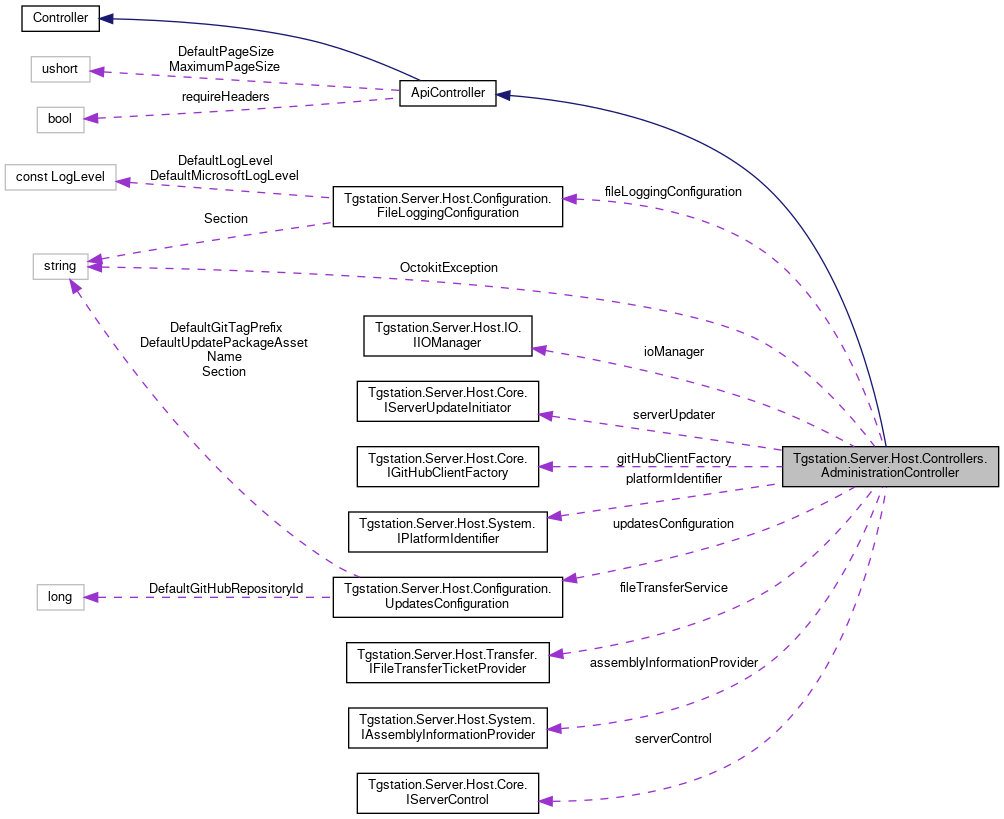 Controller
ushort
DefaultPageSize
MaximumPageSize
ApiController
bool
requireHeaders
const LogLevel
DefaultLogLevel
DefaultMicrosoftLogLevel
Tgstation.Server.Host.Configuration.
FileLoggingConfiguration
fileLoggingConfiguration
Section
string
OctokitException
DefaultGitTagPrefix
DefaultUpdatePackageAsset
Name
Section
Tgstation.Server.Host.IO.
IIOManager
ioManager
Tgstation.Server.Host.Core.
IServerUpdateInitiator
serverUpdater
Tgstation.Server.Host.Core.
IGitHubClientFactory
gitHubClientFactory
Tgstation.Server.Host.Controllers.
AdministrationController
platformIdentifier
Tgstation.Server.Host.System.
IPlatformIdentifier
updatesConfiguration
long
DefaultGitHubRepositoryId
Tgstation.Server.Host.Configuration.
UpdatesConfiguration
fileTransferService
Tgstation.Server.Host.Transfer.
IFileTransferTicketProvider
assemblyInformationProvider
Tgstation.Server.Host.System.
IAssemblyInformationProvider
serverControl
Tgstation.Server.Host.Core.
IServerControl